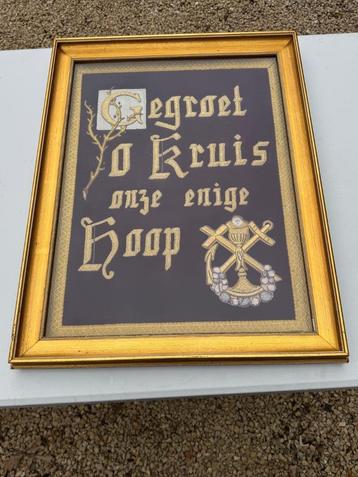 Gegroet
o Kruis
onze enige
Hoop